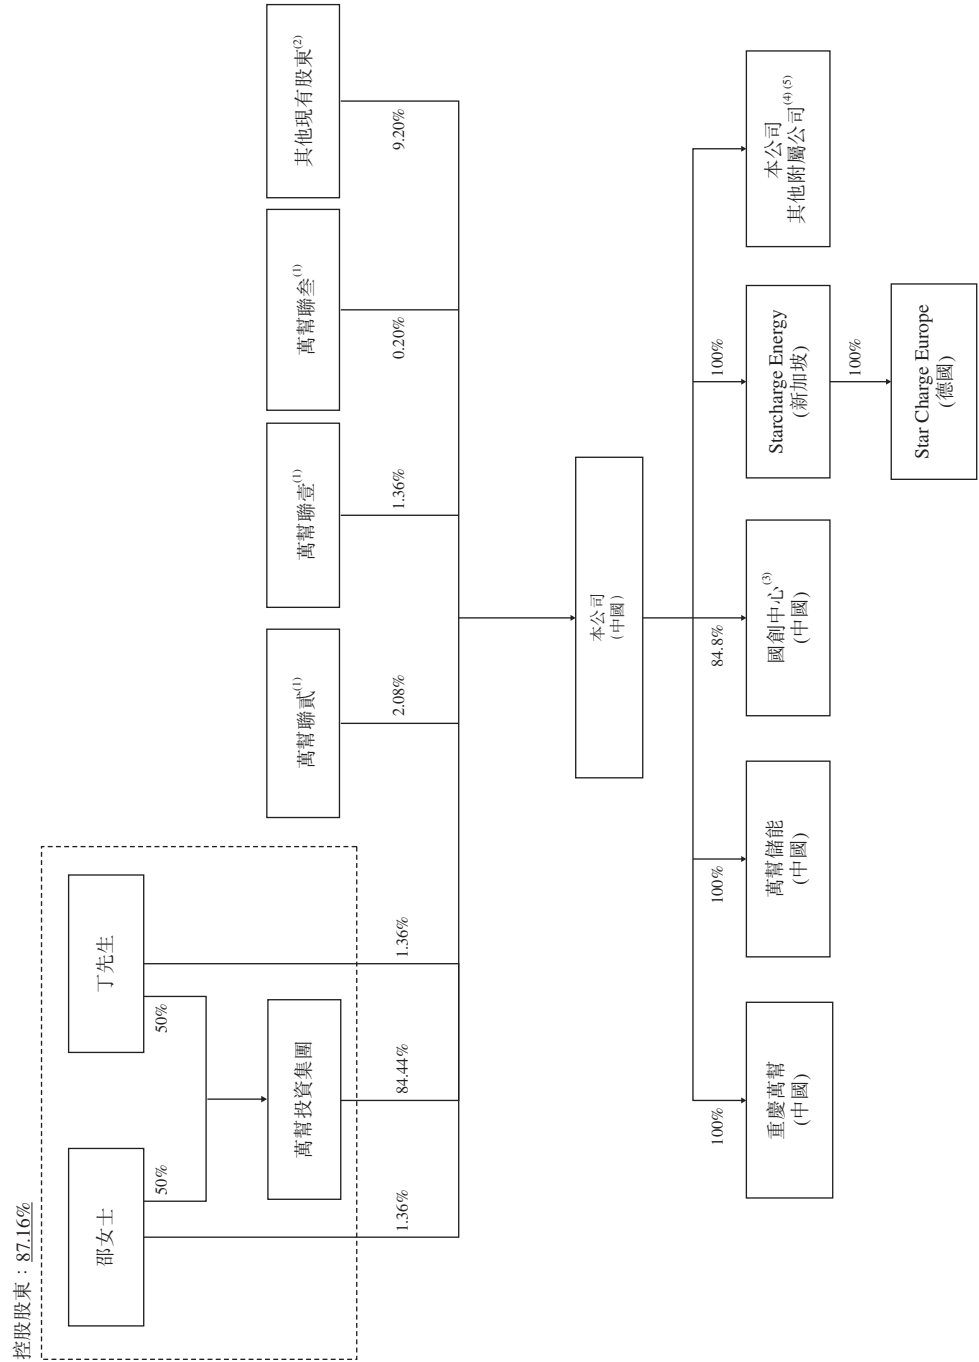 控股股東：87.16%
邵女士
丁先生
50%
50%
萬幫投資集團
萬幫聯貳(1)
萬幫聯壹(1)
萬幫聯叁(1)
其他現有股東(2)
1.36%
84.44%
1.36%
2.08%
1.36%
0.20%
9.20%
本公司
(中國)
100%
100%
84.8%
100%
重慶萬幫
(中國)
萬幫儲能
(中國)
國創中心(3)
(中國)
Starcharge Energy
(新加坡)
本公司
其他附屬公司(4) (5)
100%
Star Charge Europe
(德國)